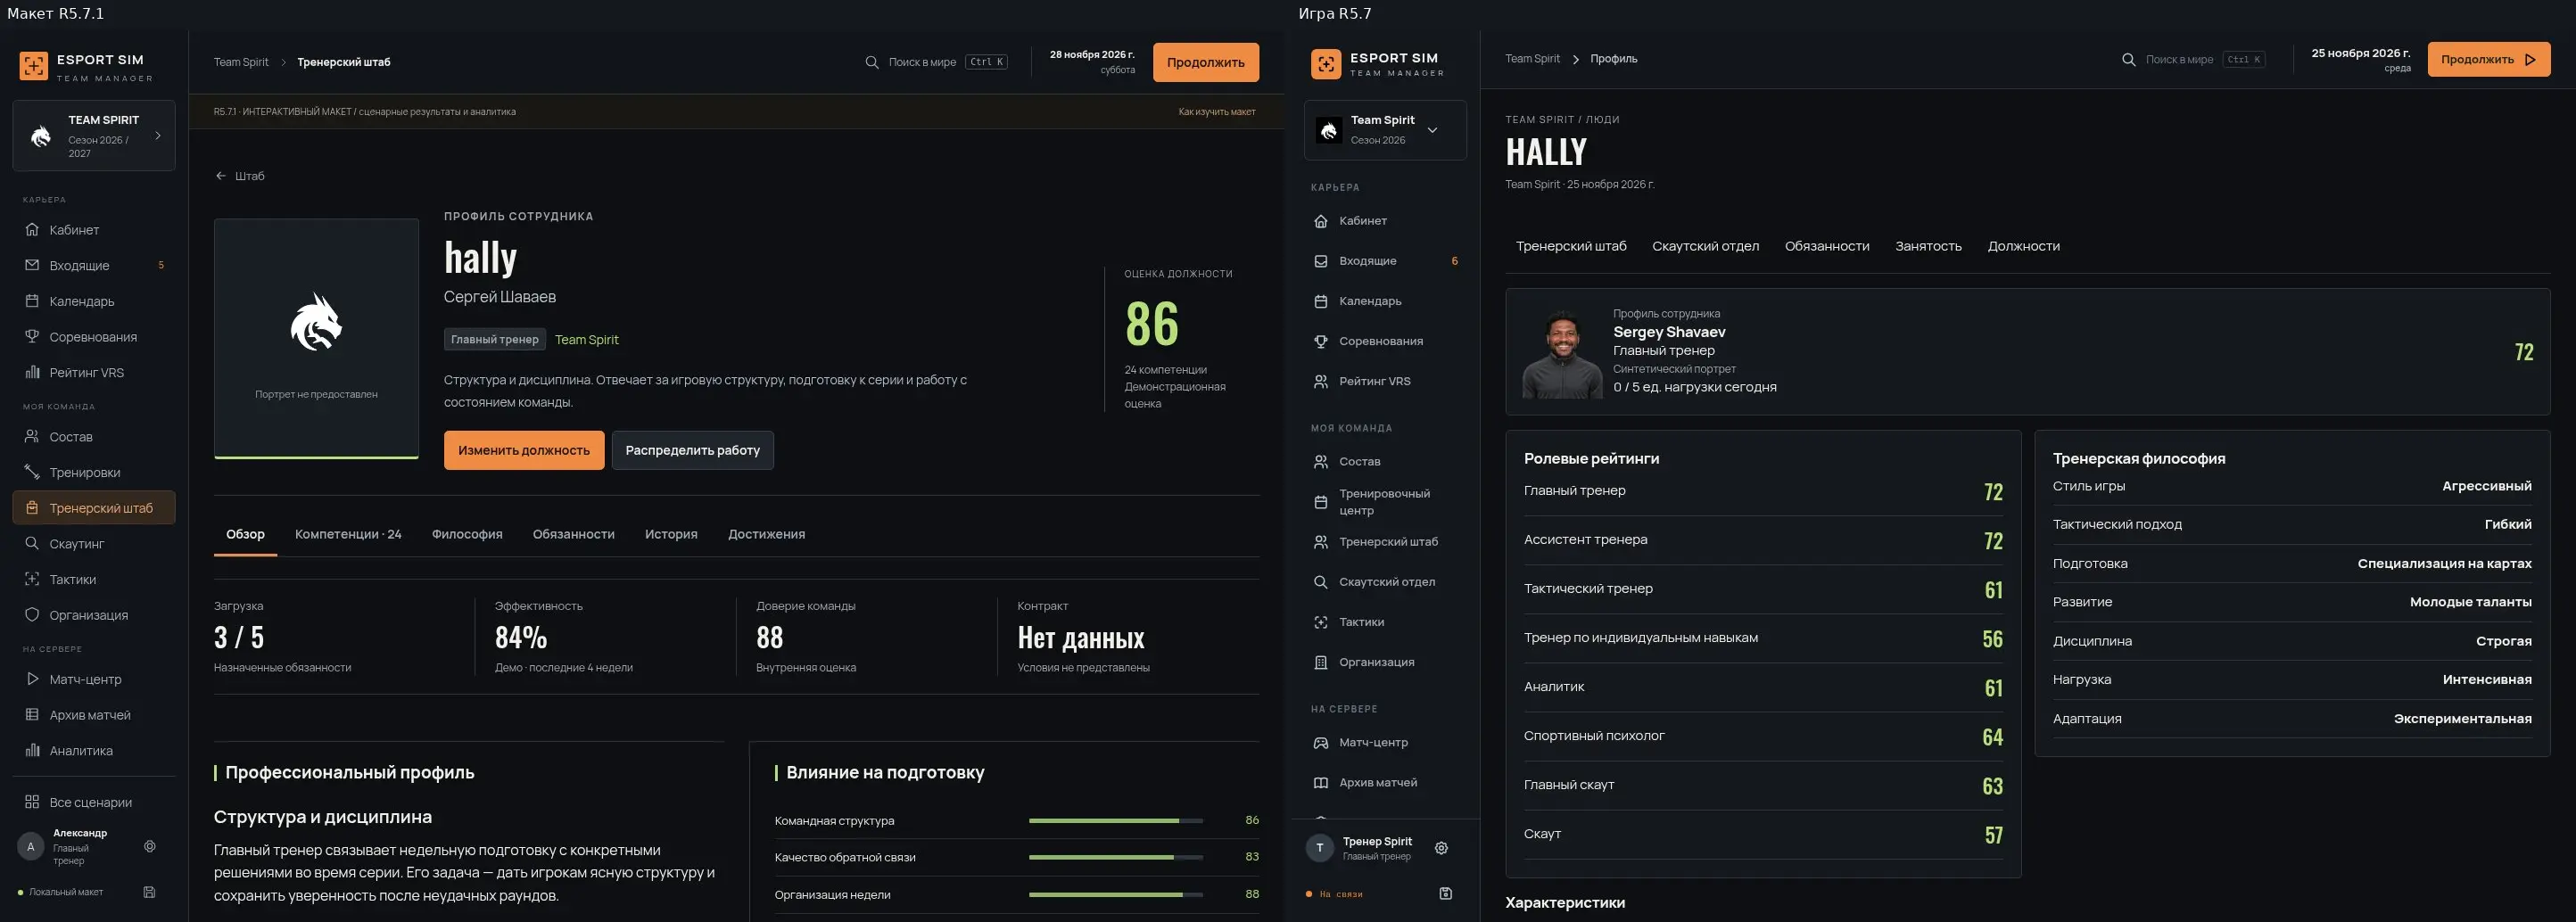 Макет R5.7.1
ESPORT SIM
TEAM MANAGER
TEAM SPIRIT
Сезон 2026 /
2027
КАРЬЕРА
Кабинет
Входящие 5
Календарь
Соревнования
Рейтинг VRS
МОЯ КОМАНДА
Состав
Тренировки
Тренерский штаб
Скаутинг
Тактики
Организация
НА СЕРВЕРЕ
Матч-центр
Архив матчей
Аналитика
Все сценарии
А
Александр
Главный
тренер
Локальный макет
Team Spirit > Тренерский штаб
Поиск в мире Ctrl K
28 ноября 2026 г.
суббота
Продолжить
R5.7.1 · ИНТЕРАКТИВНЫЙ МАКЕТ / сценарные результаты и аналитика
Как изучить макет
← Штаб
Портрет не предоставлен
ПРОФИЛЬ СОТРУДНИКА
hally
Сергей Шаваев
Главный тренер Team Spirit
Структура и дисциплина. Отвечает за игровую структуру, подготовку к серии и работу с
состоянием команды.
Изменить должность
Распределить работу
ОЦЕНКА ДОЛЖНОСТИ
86
24 компетенции
Демонстрационная
оценка
Обзор
Компетенции · 24
Философия
Обязанности
История
Достижения
Загрузка
3 / 5
Назначенные обязанности
Эффективность
84%
Демо · последние 4 недели
Доверие команды
88
Внутренняя оценка
Контракт
Нет данных
Условия не представлены
Профессиональный профиль
Структура и дисциплина
Главный тренер связывает недельную подготовку с конкретными
решениями во время серии. Его задача — дать игрокам ясную структуру и
сохранить уверенность после неудачных раундов.
Влияние на подготовку
Командная структура 86
Качество обратной связи 83
Организация недели 88
Игра R5.7
ESPORT SIM
TEAM MANAGER
Team Spirit
Сезон 2026
КАРЬЕРА
Кабинет
Входящие 6
Календарь
Соревнования
Рейтинг VRS
МОЯ КОМАНДА
Состав
Тренировочный
центр
Тренерский штаб
Скаутский отдел
Тактики
Организация
НА СЕРВЕРЕ
Матч-центр
Архив матчей
Т
Тренер Spirit
Главный тренер
На связи
Team Spirit > Профиль
Поиск в мире Ctrl K
25 ноября 2026 г.
среда
Продолжить
TEAM SPIRIT / ЛЮДИ
HALLY
Team Spirit · 25 ноября 2026 г.
Тренерский штаб
Скаутский отдел
Обязанности
Занятость
Должности
Профиль сотрудника
Sergey Shavaev
Главный тренер
Синтетический портрет
0 / 5 ед. нагрузки сегодня
72
Ролевые рейтинги
Главный тренер 72
Ассистент тренера 72
Тактический тренер 61
Тренер по индивидуальным навыкам 56
Аналитик 61
Спортивный психолог 64
Главный скаут 63
Скаут 57
Тренерская философия
Стиль игры Агрессивный
Тактический подход Гибкий
Подготовка Специализация на картах
Развитие Молодые таланты
Дисциплина Строгая
Нагрузка Интенсивная
Адаптация Экспериментальная
Характеристики